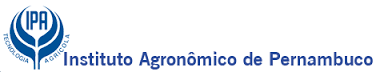 IPA
TECNOLOGIA AGRÍCOLA
Instituto Agronômico de Pernambuco